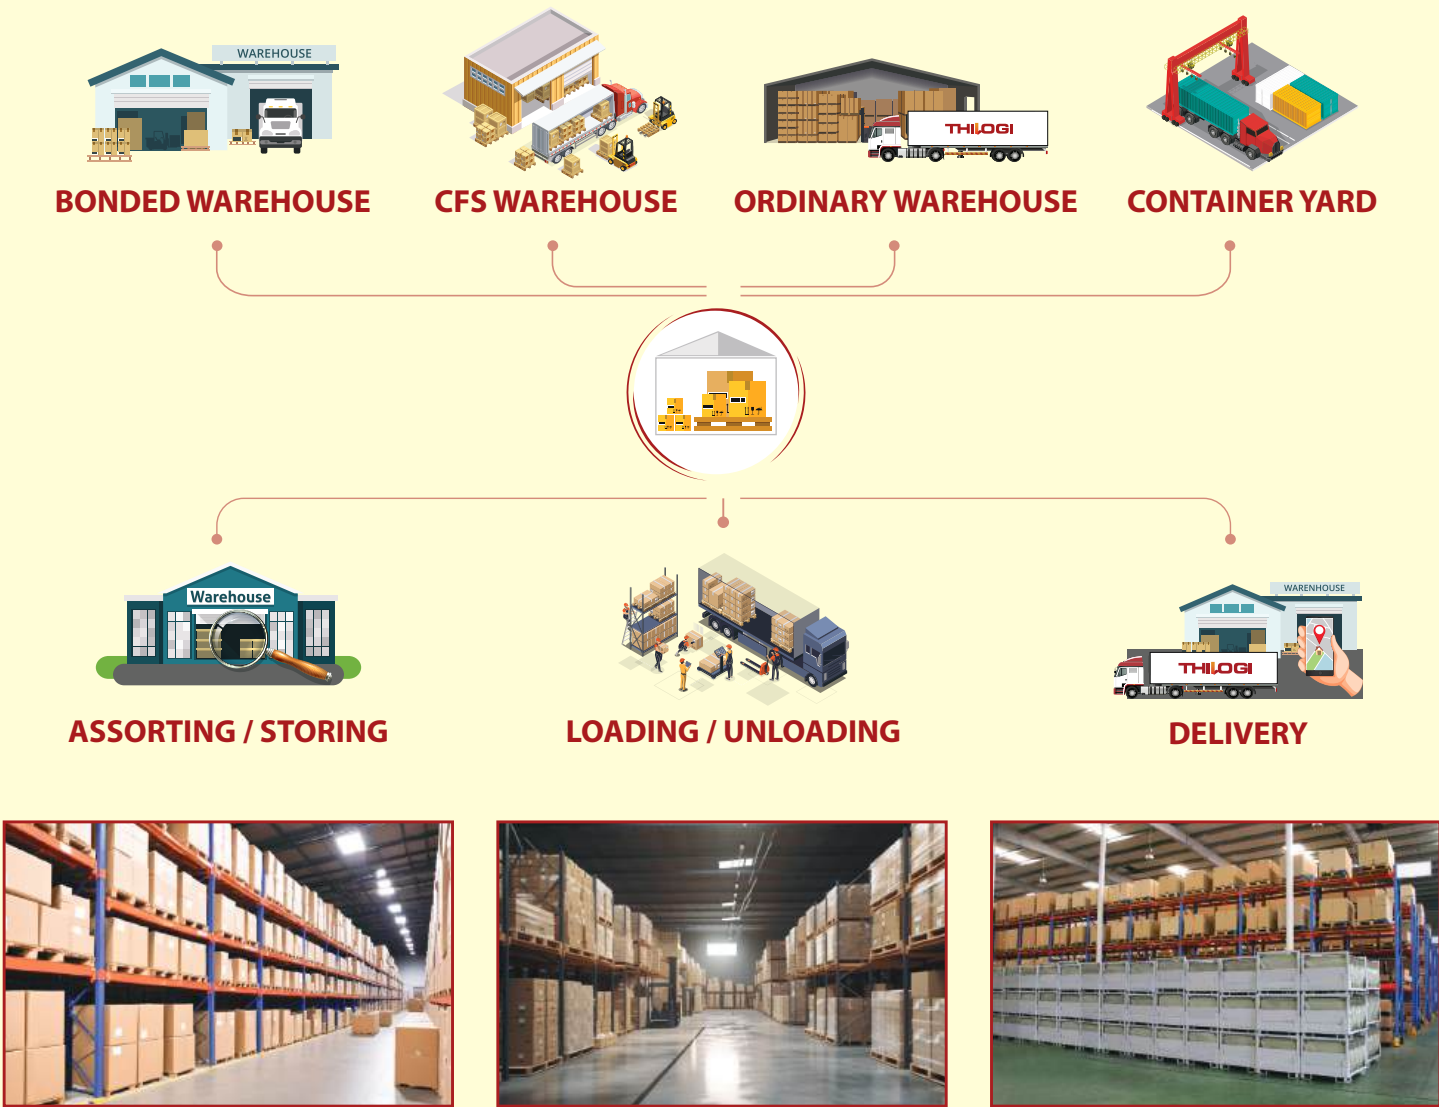 WAREHOUSE
THILOGI
BONDED WAREHOUSE
CFS WAREHOUSE
ORDINARY WAREHOUSE
CONTAINER YARD
Warehouse
WARENHOUSE
THILOGI
ASSORTING / STORING
LOADING / UNLOADING
DELIVERY